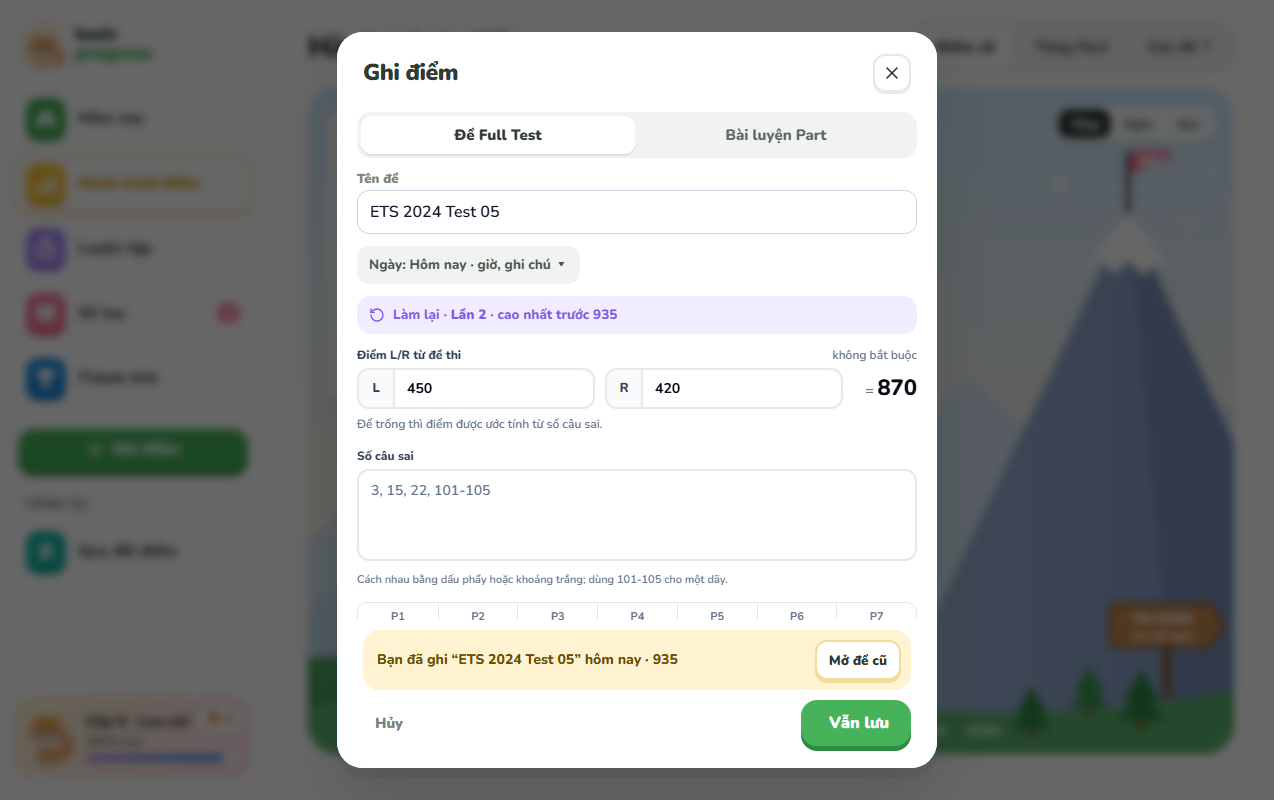 Ghi điểm
Đề Full Test
Bài luyện Part
Tên đề
ETS 2024 Test 05
Ngày: Hôm nay · giờ, ghi chú
Làm lại · Lần 2 · cao nhất trước 935
Điểm L/R từ đề thi
không bắt buộc
L
450
R
420
= 870
Để trống thì điểm được ước tính từ số câu sai.
Số câu sai
3, 15, 22, 101-105
Cách nhau bằng dấu phẩy hoặc khoảng trắng; dùng 101-105 cho một dãy.
P1 P2 P3 P4 P5 P6 P7
Bạn đã ghi “ETS 2024 Test 05” hôm nay · 935
Mở đề cũ
Hủy
Vẫn lưu